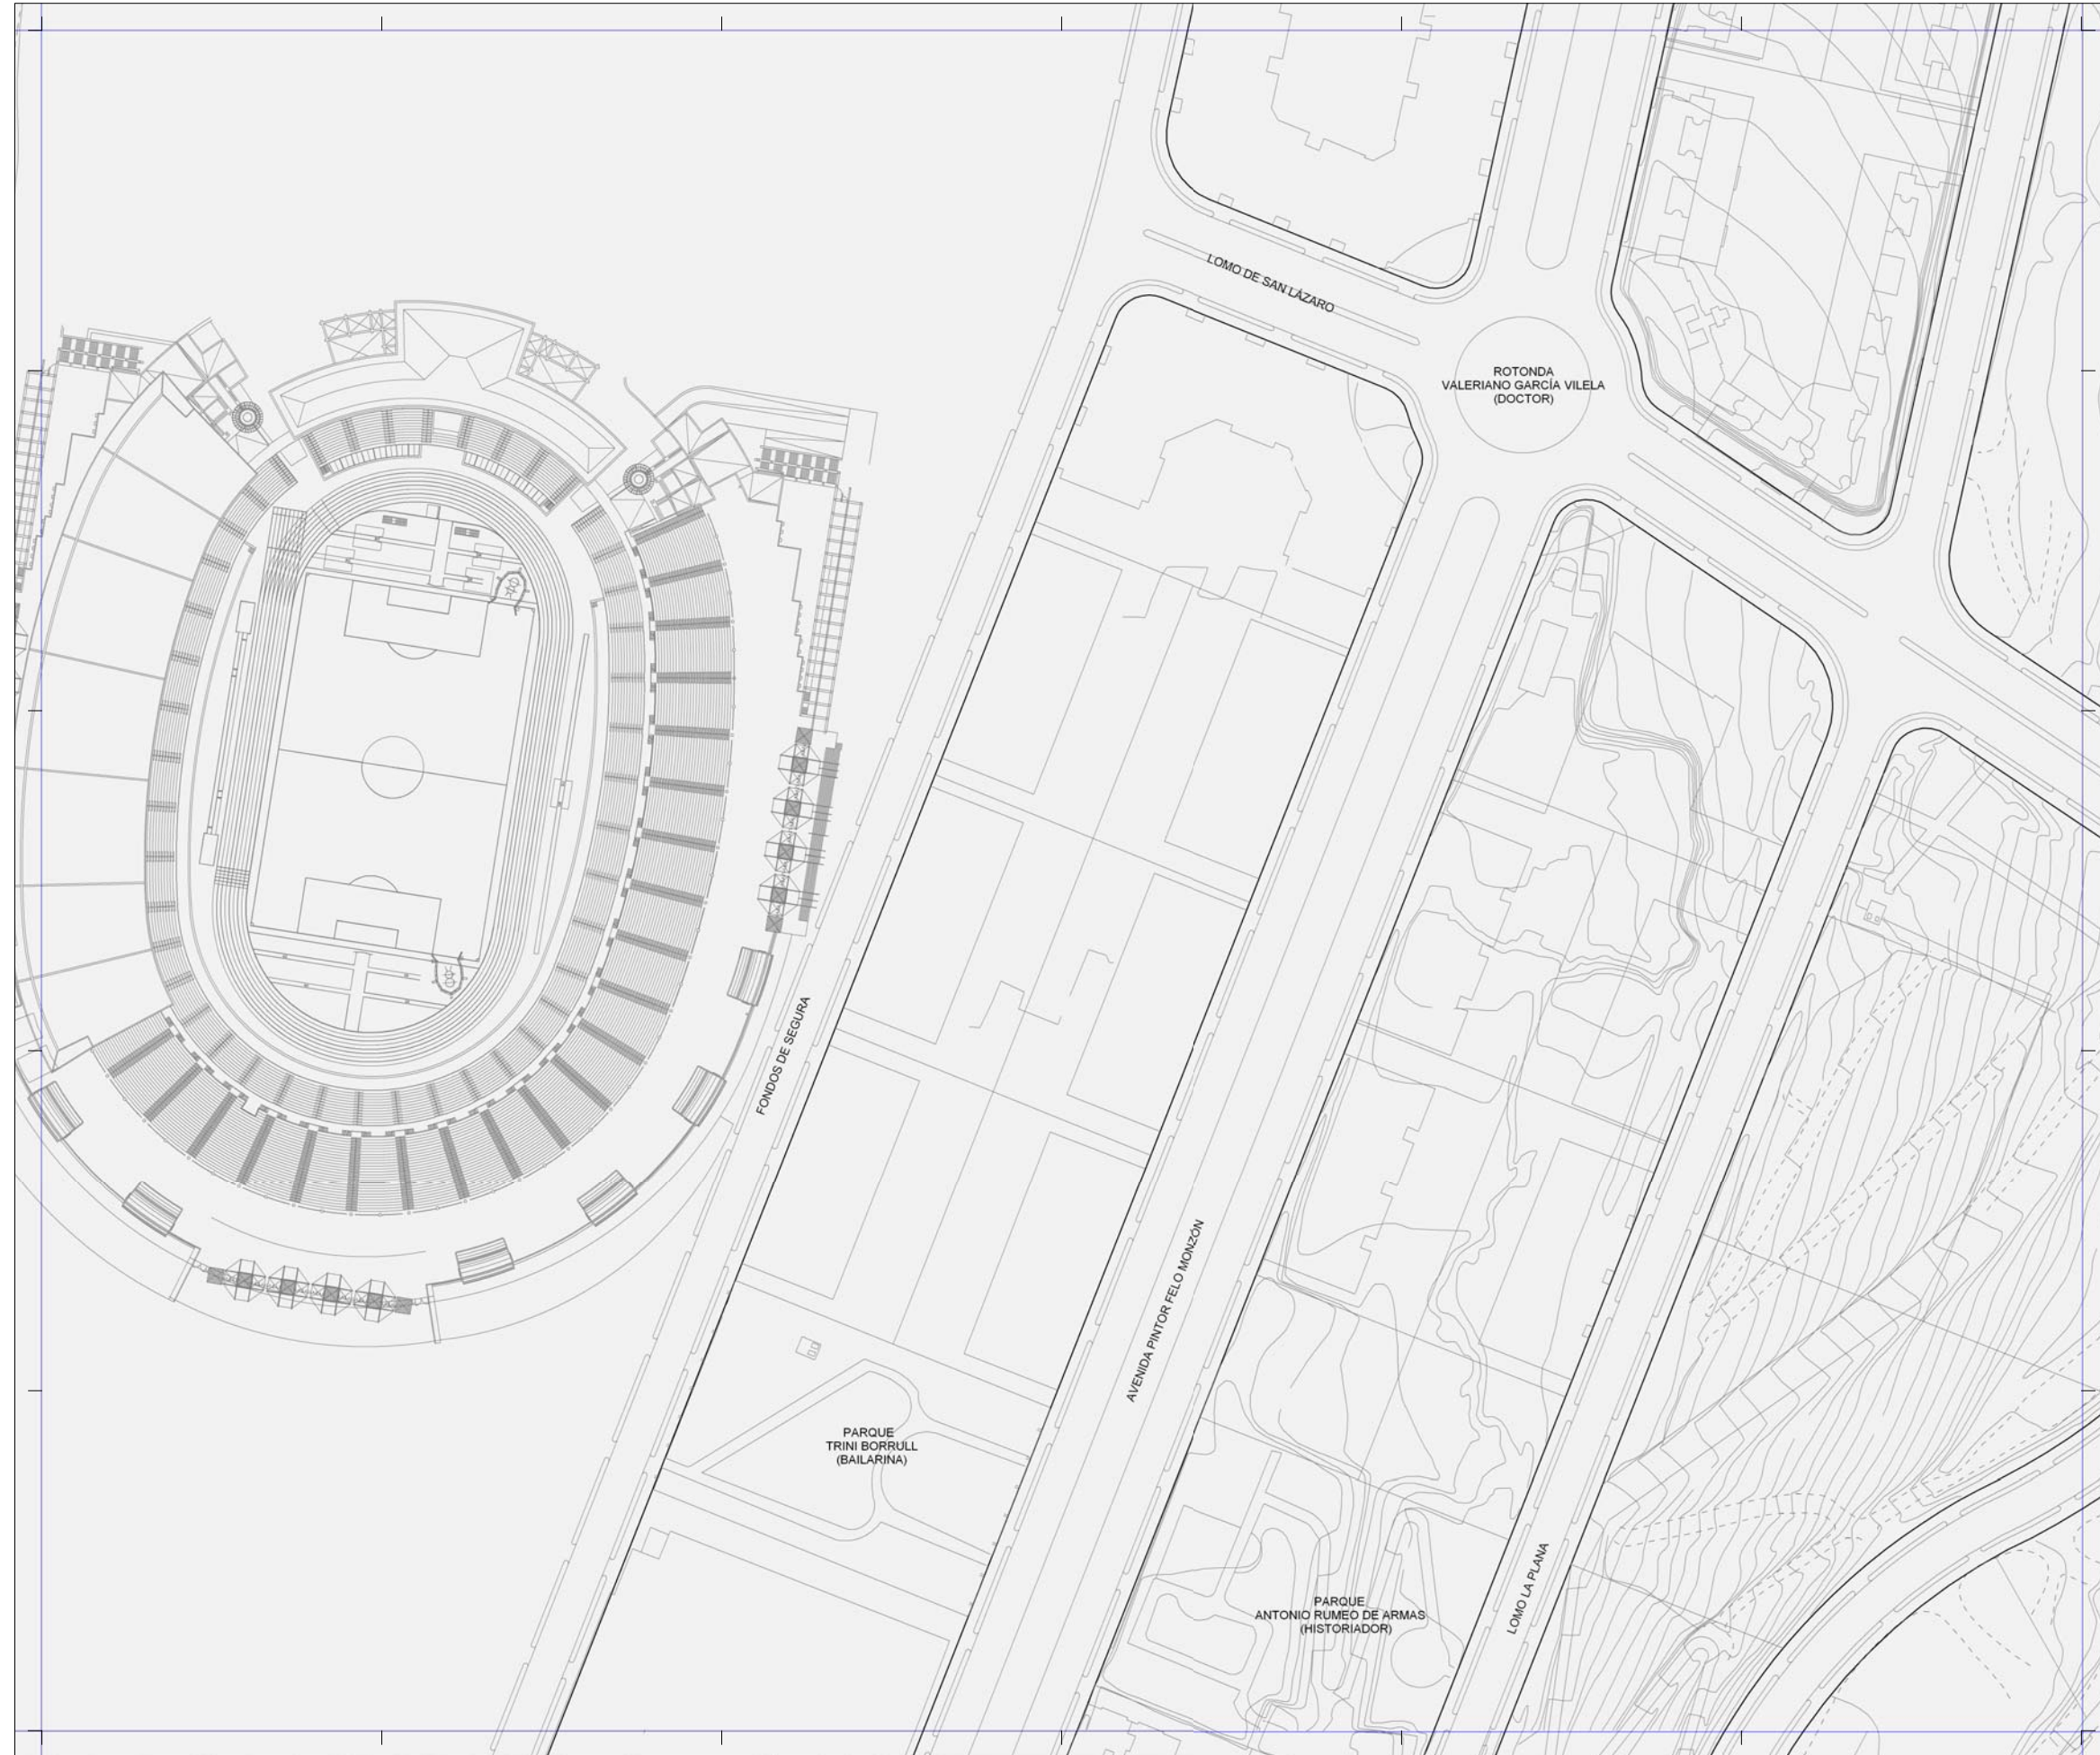 LOMO DE SAN LÁZARO
ROTONDA
VALERIANO GARCÍA VILELA
(DOCTOR)
FONDOS DE SEGURA
AVENIDA PINTOR FELO MONZÓN
PARQUE
TRINI BORRULL
(BAILARINA)
LOMO LA PLANA
PARQUE
ANTONIO RUMEO DE ARMAS
(HISTORIADOR)